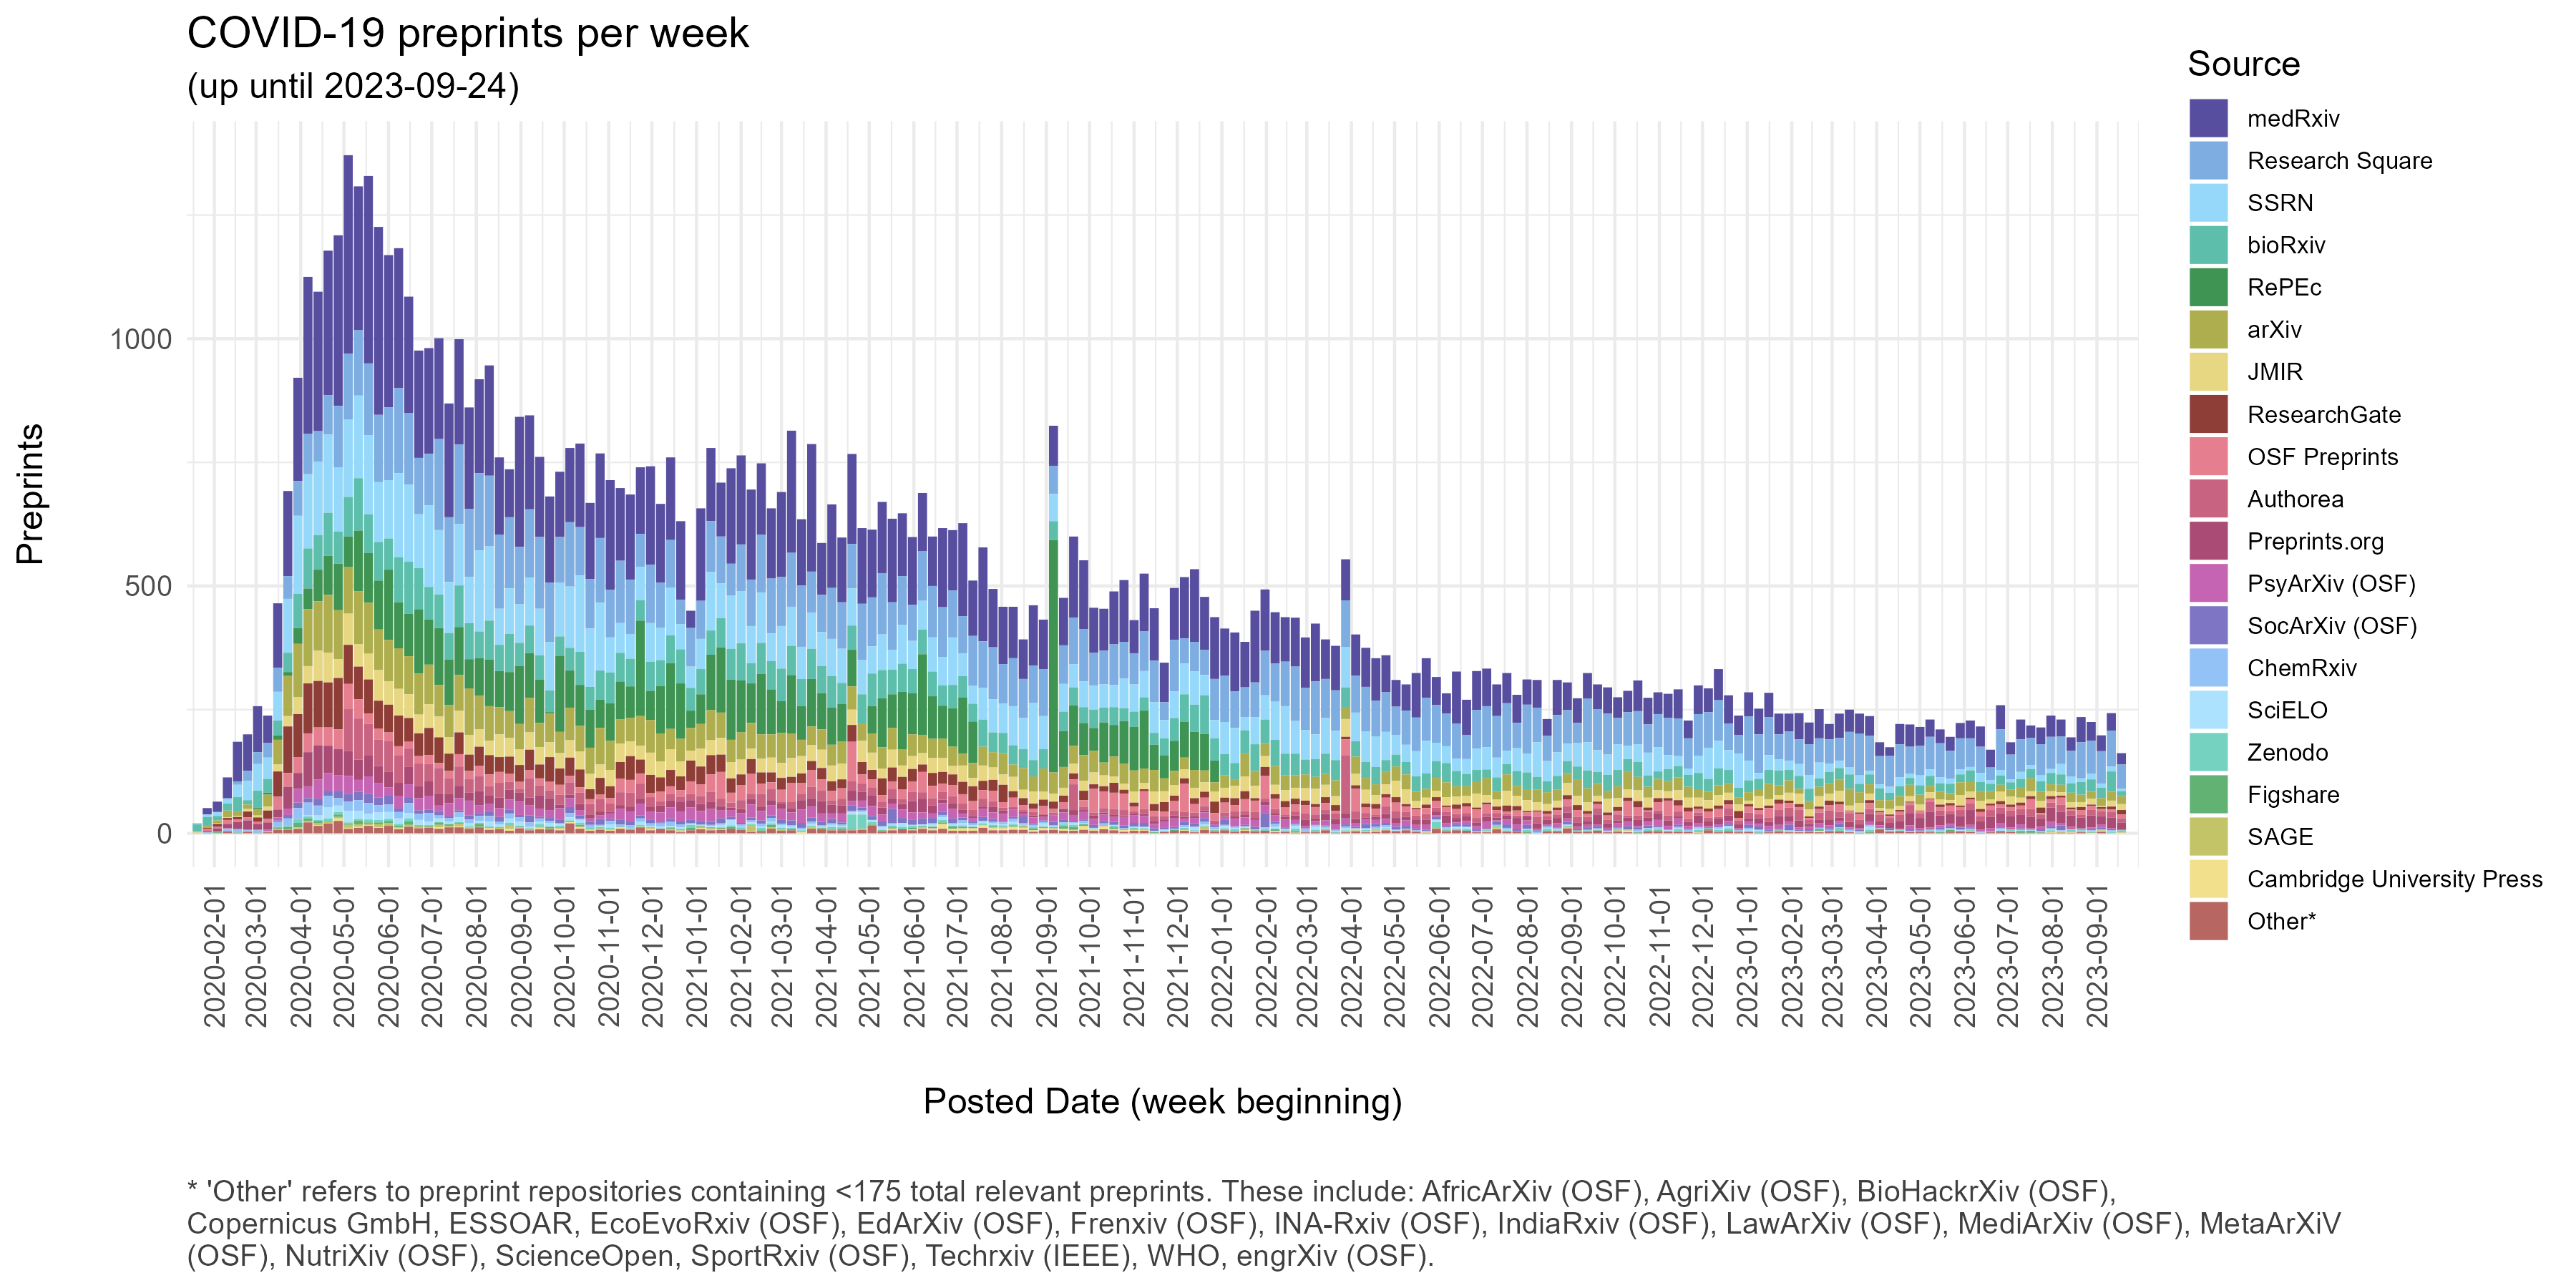 COVID-19 preprints per week
(up until 2023-09-24)
Source
medRxiv
Research Square
SSRN
bioRxiv
RePEc
arXiv
JMIR
ResearchGate
OSF Preprints
Authorea
Preprints.org
PsyArXiv (OSF)
SocArXiv (OSF)
ChemRxiv
SciELO
Zenodo
Figshare
SAGE
Cambridge University Press
Other*
Preprints
1000
500
0
2020-02-01
2020-03-01
2020-04-01
2020-05-01
2020-06-01
2020-07-01
2020-08-01
2020-09-01
2020-10-01
2020-11-01
2020-12-01
2021-01-01
2021-02-01
2021-03-01
2021-04-01
2021-05-01
2021-06-01
2021-07-01
2021-08-01
2021-09-01
2021-10-01
2021-11-01
2021-12-01
2022-01-01
2022-02-01
2022-03-01
2022-04-01
2022-05-01
2022-06-01
2022-07-01
2022-08-01
2022-09-01
2022-10-01
2022-11-01
2022-12-01
2023-01-01
2023-02-01
2023-03-01
2023-04-01
2023-05-01
2023-06-01
2023-07-01
2023-08-01
2023-09-01
Posted Date (week beginning)
* 'Other' refers to preprint repositories containing <175 total relevant preprints. These include: AfricArXiv (OSF), AgriXiv (OSF), BioHackrXiv (OSF),
Copernicus GmbH, ESSOAR, EcoEvoRxiv (OSF), EdArXiv (OSF), Frenxiv (OSF), INA-Rxiv (OSF), IndiaRxiv (OSF), LawArXiv (OSF), MediArXiv (OSF), MetaArXiV
(OSF), NutriXiv (OSF), ScienceOpen, SportRxiv (OSF), Techrxiv (IEEE), WHO, engrXiv (OSF).